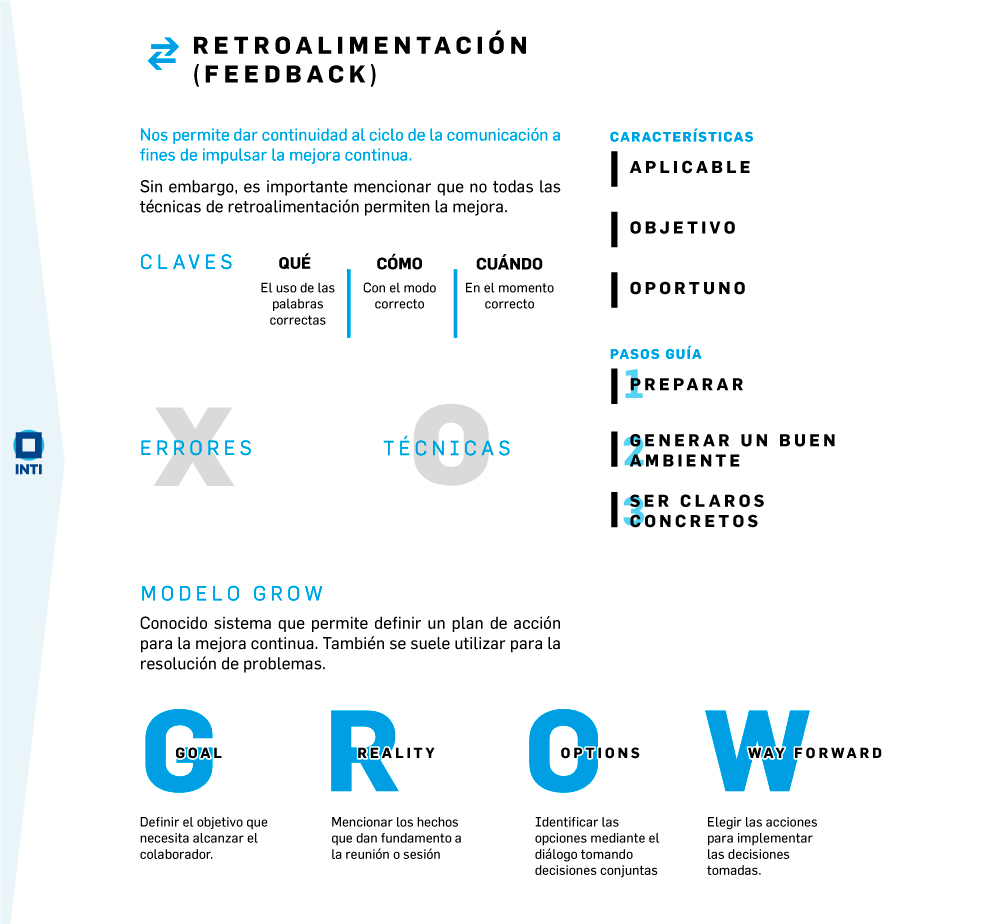 RETROALIMENTACIÓN
(FEEDBACK)
Nos permite dar continuidad al ciclo de la comunicación a
fines de impulsar la mejora continua.
Sin embargo, es importante mencionar que no todas las
técnicas de retroalimentación permiten la mejora.
CLAVES
QUÉ
El uso de las
palabras
correctas
CÓMO
Con el modo
correcto
CUÁNDO
En el momento
correcto
X
ERRORES
O
TÉCNICAS
CARACTERÍSTICAS
APLICABLE
OBJETIVO
OPORTUNO
PASOS GUÍA
1 PREPARAR
2 GENERAR UN BUEN
AMBIENTE
3 SER CLAROS
CONCRETOS
INTI
MODELO GROW
Conocido sistema que permite definir un plan de acción
para la mejora continua. También se suele utilizar para la
resolución de problemas.
G
GOAL
Definir el objetivo que
necesita alcanzar el
colaborador.
R
REALITY
Mencionar los hechos
que dan fundamento a
la reunión o sesión
O
OPTIONS
Identificar las
opciones mediante el
diálogo tomando
decisiones conjuntas
W
WAY FORWARD
Elegir las acciones
para implementar
las decisiones
tomadas.